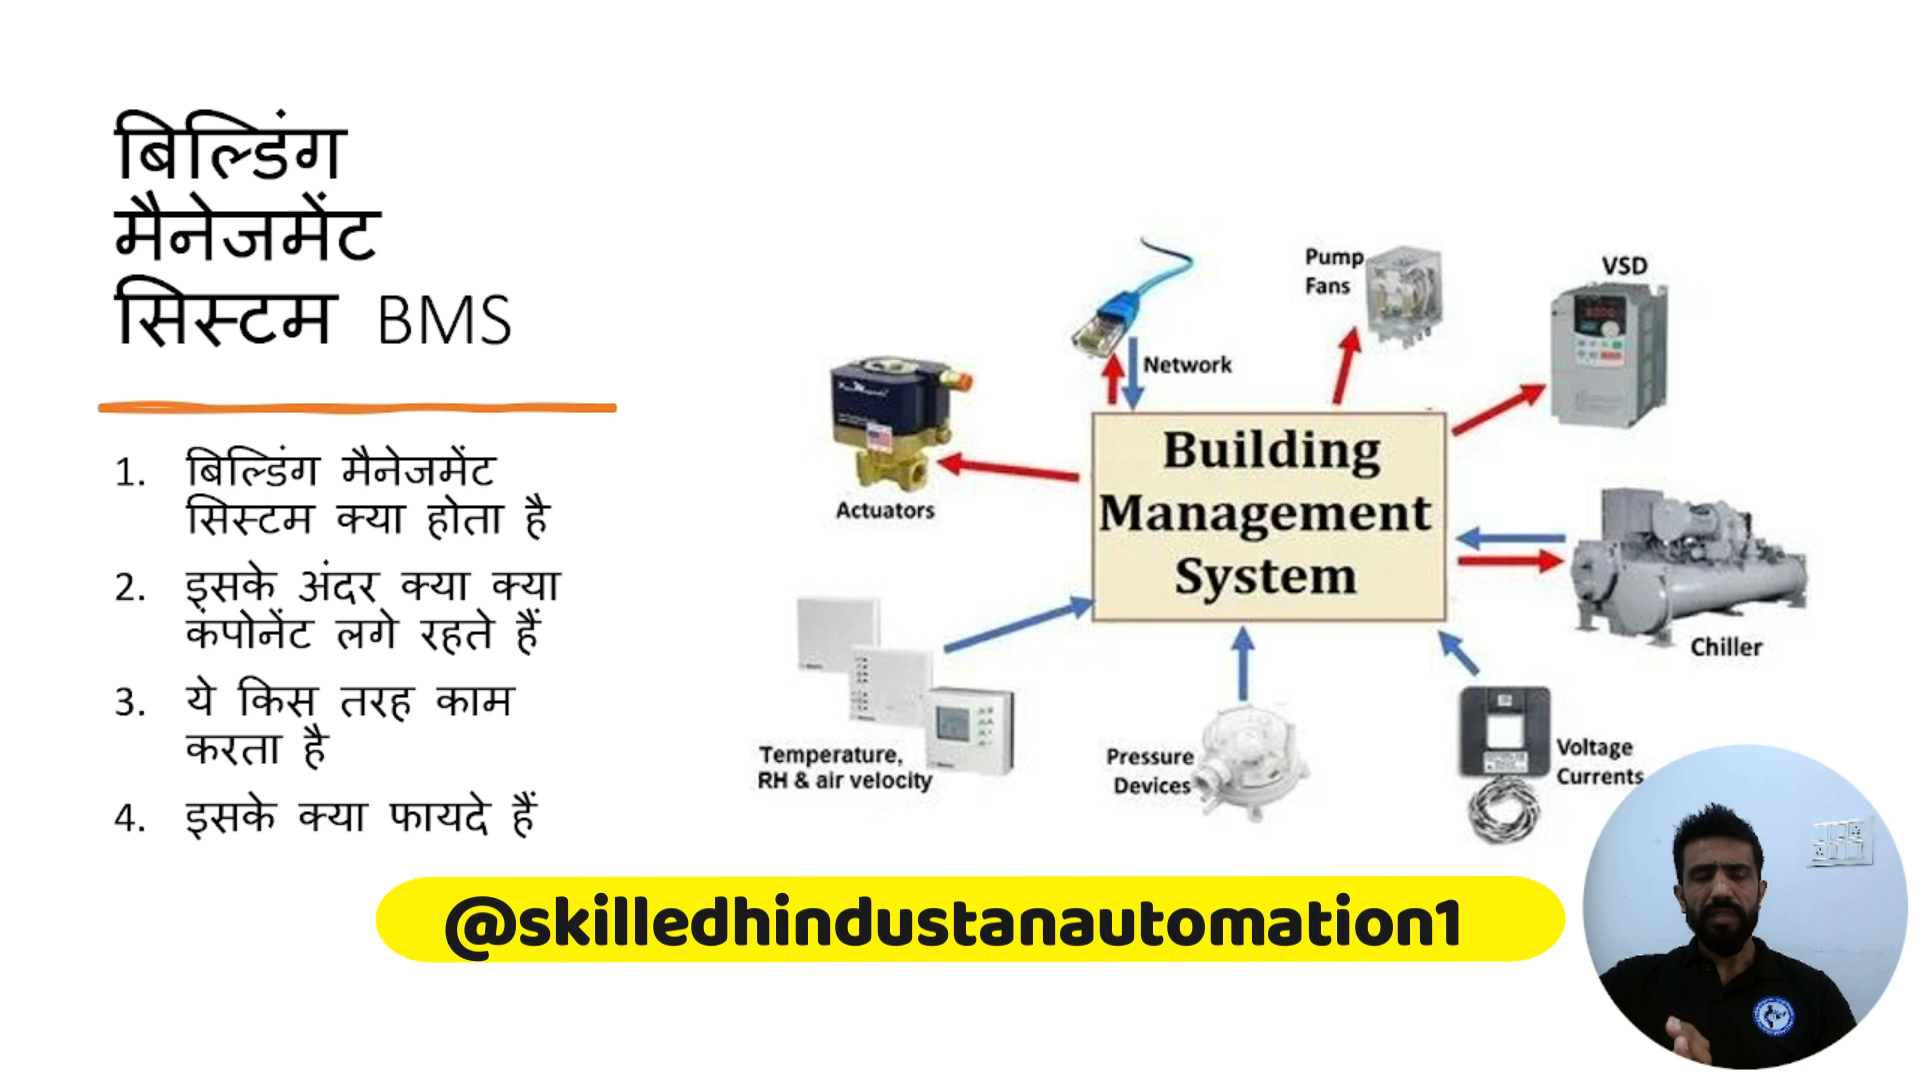 बिल्डिंग
मैनेजमेंट
सिस्टम BMS
1. बिल्डिंग मैनेजमेंट
सिस्टम क्या होता है
2. इसके अंदर क्या क्या
कंपोनेंट लगे रहते हैं
3. ये किस तरह काम
करता है
4. इसके क्या फायदे हैं
Pump
Fans
VSD
Network
Actuators
Building
Management
System
Chiller
Temperature,
RH & air velocity
Pressure
Devices
Voltage
Currents
@skilledhindustanautomation1